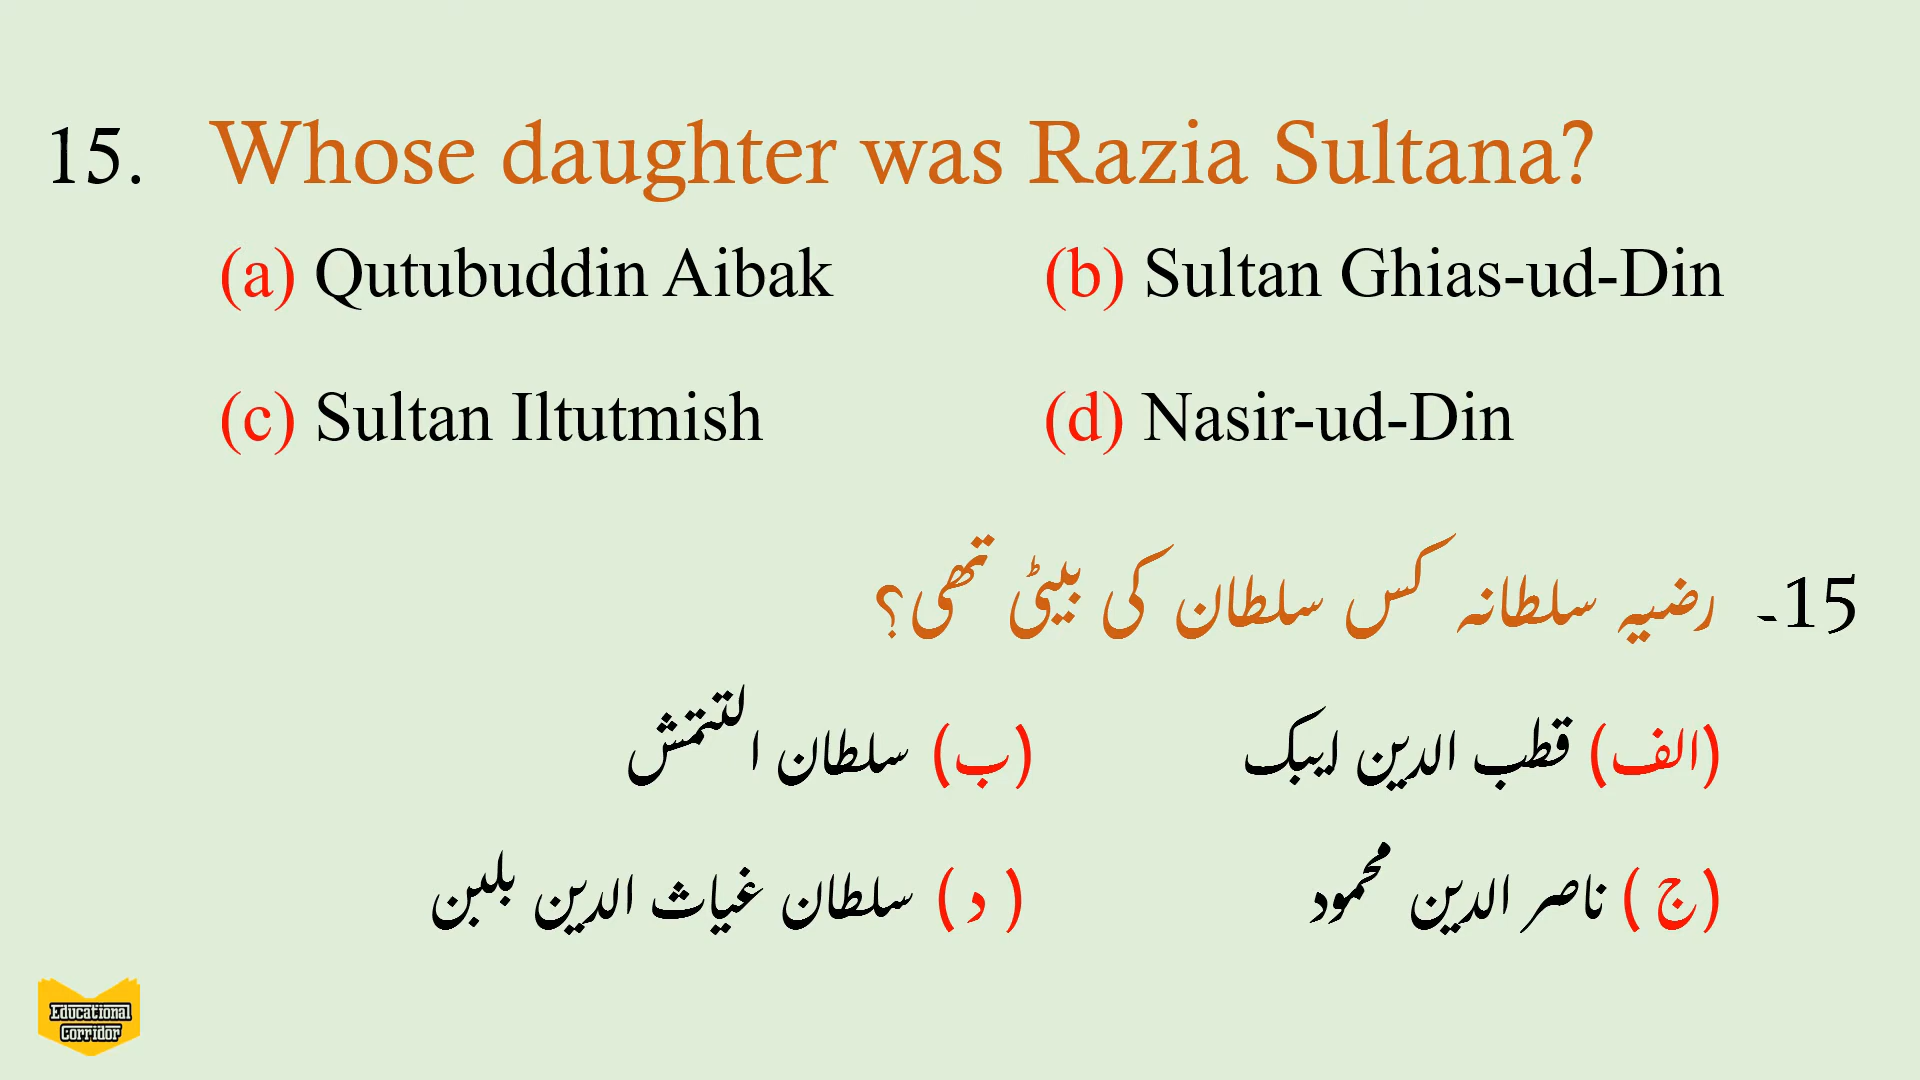 15. Whose daughter was Razia Sultana?
(a) Qutubuddin Aibak (b) Sultan Ghias-ud-Din
(c) Sultan Iltutmish (d) Nasir-ud-Din
15۔ رضیہ سلطانہ کس سلطان کی بیٹی تھی؟
(الف) قطب الدین ایبک (ب) سلطان التتمش
(ج ) ناصر الدین محمود ( د ) سلطان غیاث الدین بلبن
Educational
Corridor